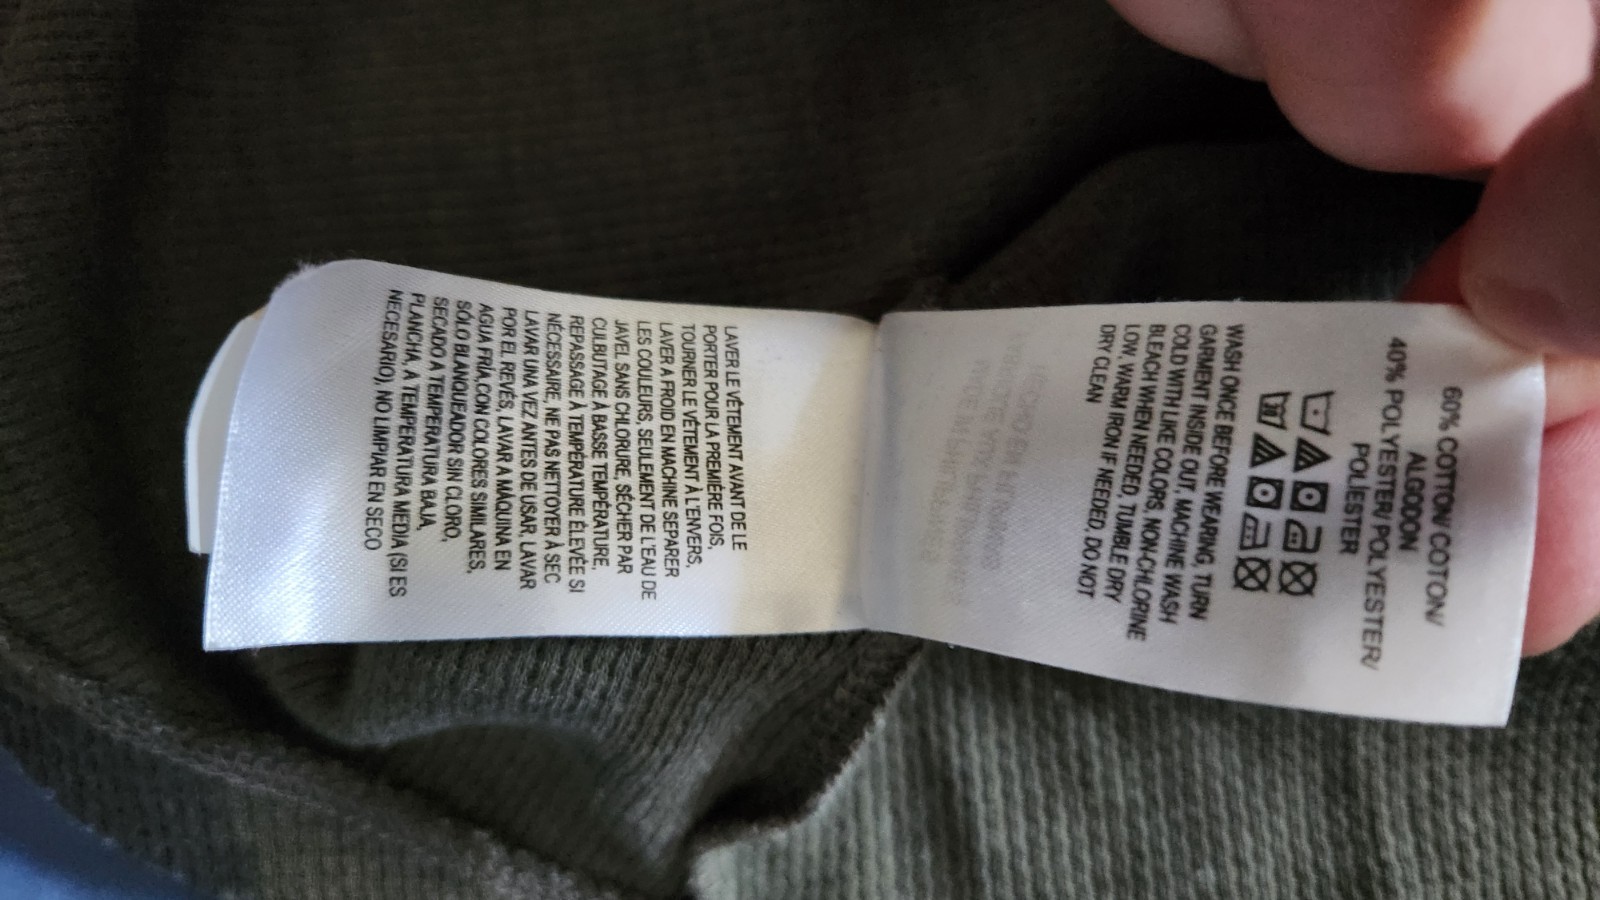 60% COTTON/ COTON/
ALGODON
40% POLYESTER/ POLYESTER/
POLIESTER
WASH ONCE BEFORE WEARING, TURN
GARMENT INSIDE OUT, MACHINE WASH
COLD WITH LIKE COLORS, NON-CHLORINE
BLEACH WHEN NEEDED, TUMBLE DRY
LOW, WARM IRON IF NEEDED, DO NOT
DRY CLEAN
LAVER LE VÊTEMENT AVANT DE LE
PORTER POUR LA PREMIÈRE FOIS,
TOURNER LE VÊTEMENT À L'ENVERS,
LAVER A FROID EN MACHINE SEPARER
LES COULEURS, SEULEMENT DE L'EAU DE
JAVEL SANS CHLORURE, SÉCHER PAR
CULBUTAGE À BASSE TEMPÉRATURE,
REPASSAGE À TEMPÉRATURE ÉLEVÉE SI
NÉCESSAIRE, NE PAS NETTOYER À SEC
LAVAR UNA VEZ ANTES DE USAR, LAVAR
POR EL REVÉS, LAVAR A MÁQUINA EN
AGUA FRÍA CON COLORES SIMILARES,
SÓLO BLANQUEADOR SIN CLORO,
SECADO A TEMPERATURA BAJA,
PLANCHA, A TEMPERATURA MEDIA (SI ES
NECESARIO), NO LIMPIAR EN SECO